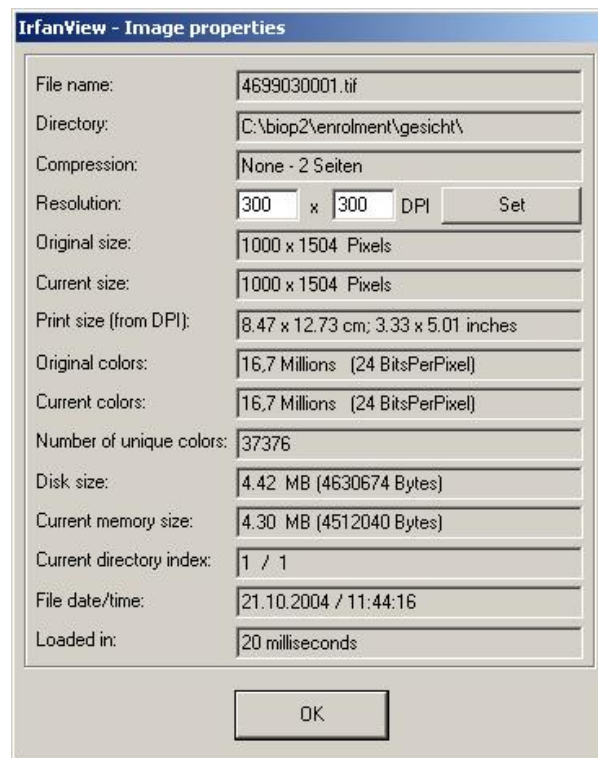 IrfanView - Image properties
File name: 4699030001.tif
Directory: C:\biop2\enrolment\gesicht\
Compression: None - 2 Seiten
Resolution: 300 x 300 DPI Set
Original size: 1000 x 1504 Pixels
Current size: 1000 x 1504 Pixels
Print size (from DPI): 8.47 x 12.73 cm; 3.33 x 5.01 inches
Original colors: 16,7 Millions (24 BitsPerPixel)
Current colors: 16,7 Millions (24 BitsPerPixel)
Number of unique colors: 37376
Disk size: 4.42 MB (4630674 Bytes)
Current memory size: 4.30 MB (4512040 Bytes)
Current directory index: 1 / 1
File date/time: 21.10.2004 / 11:44:16
Loaded in: 20 milliseconds
OK